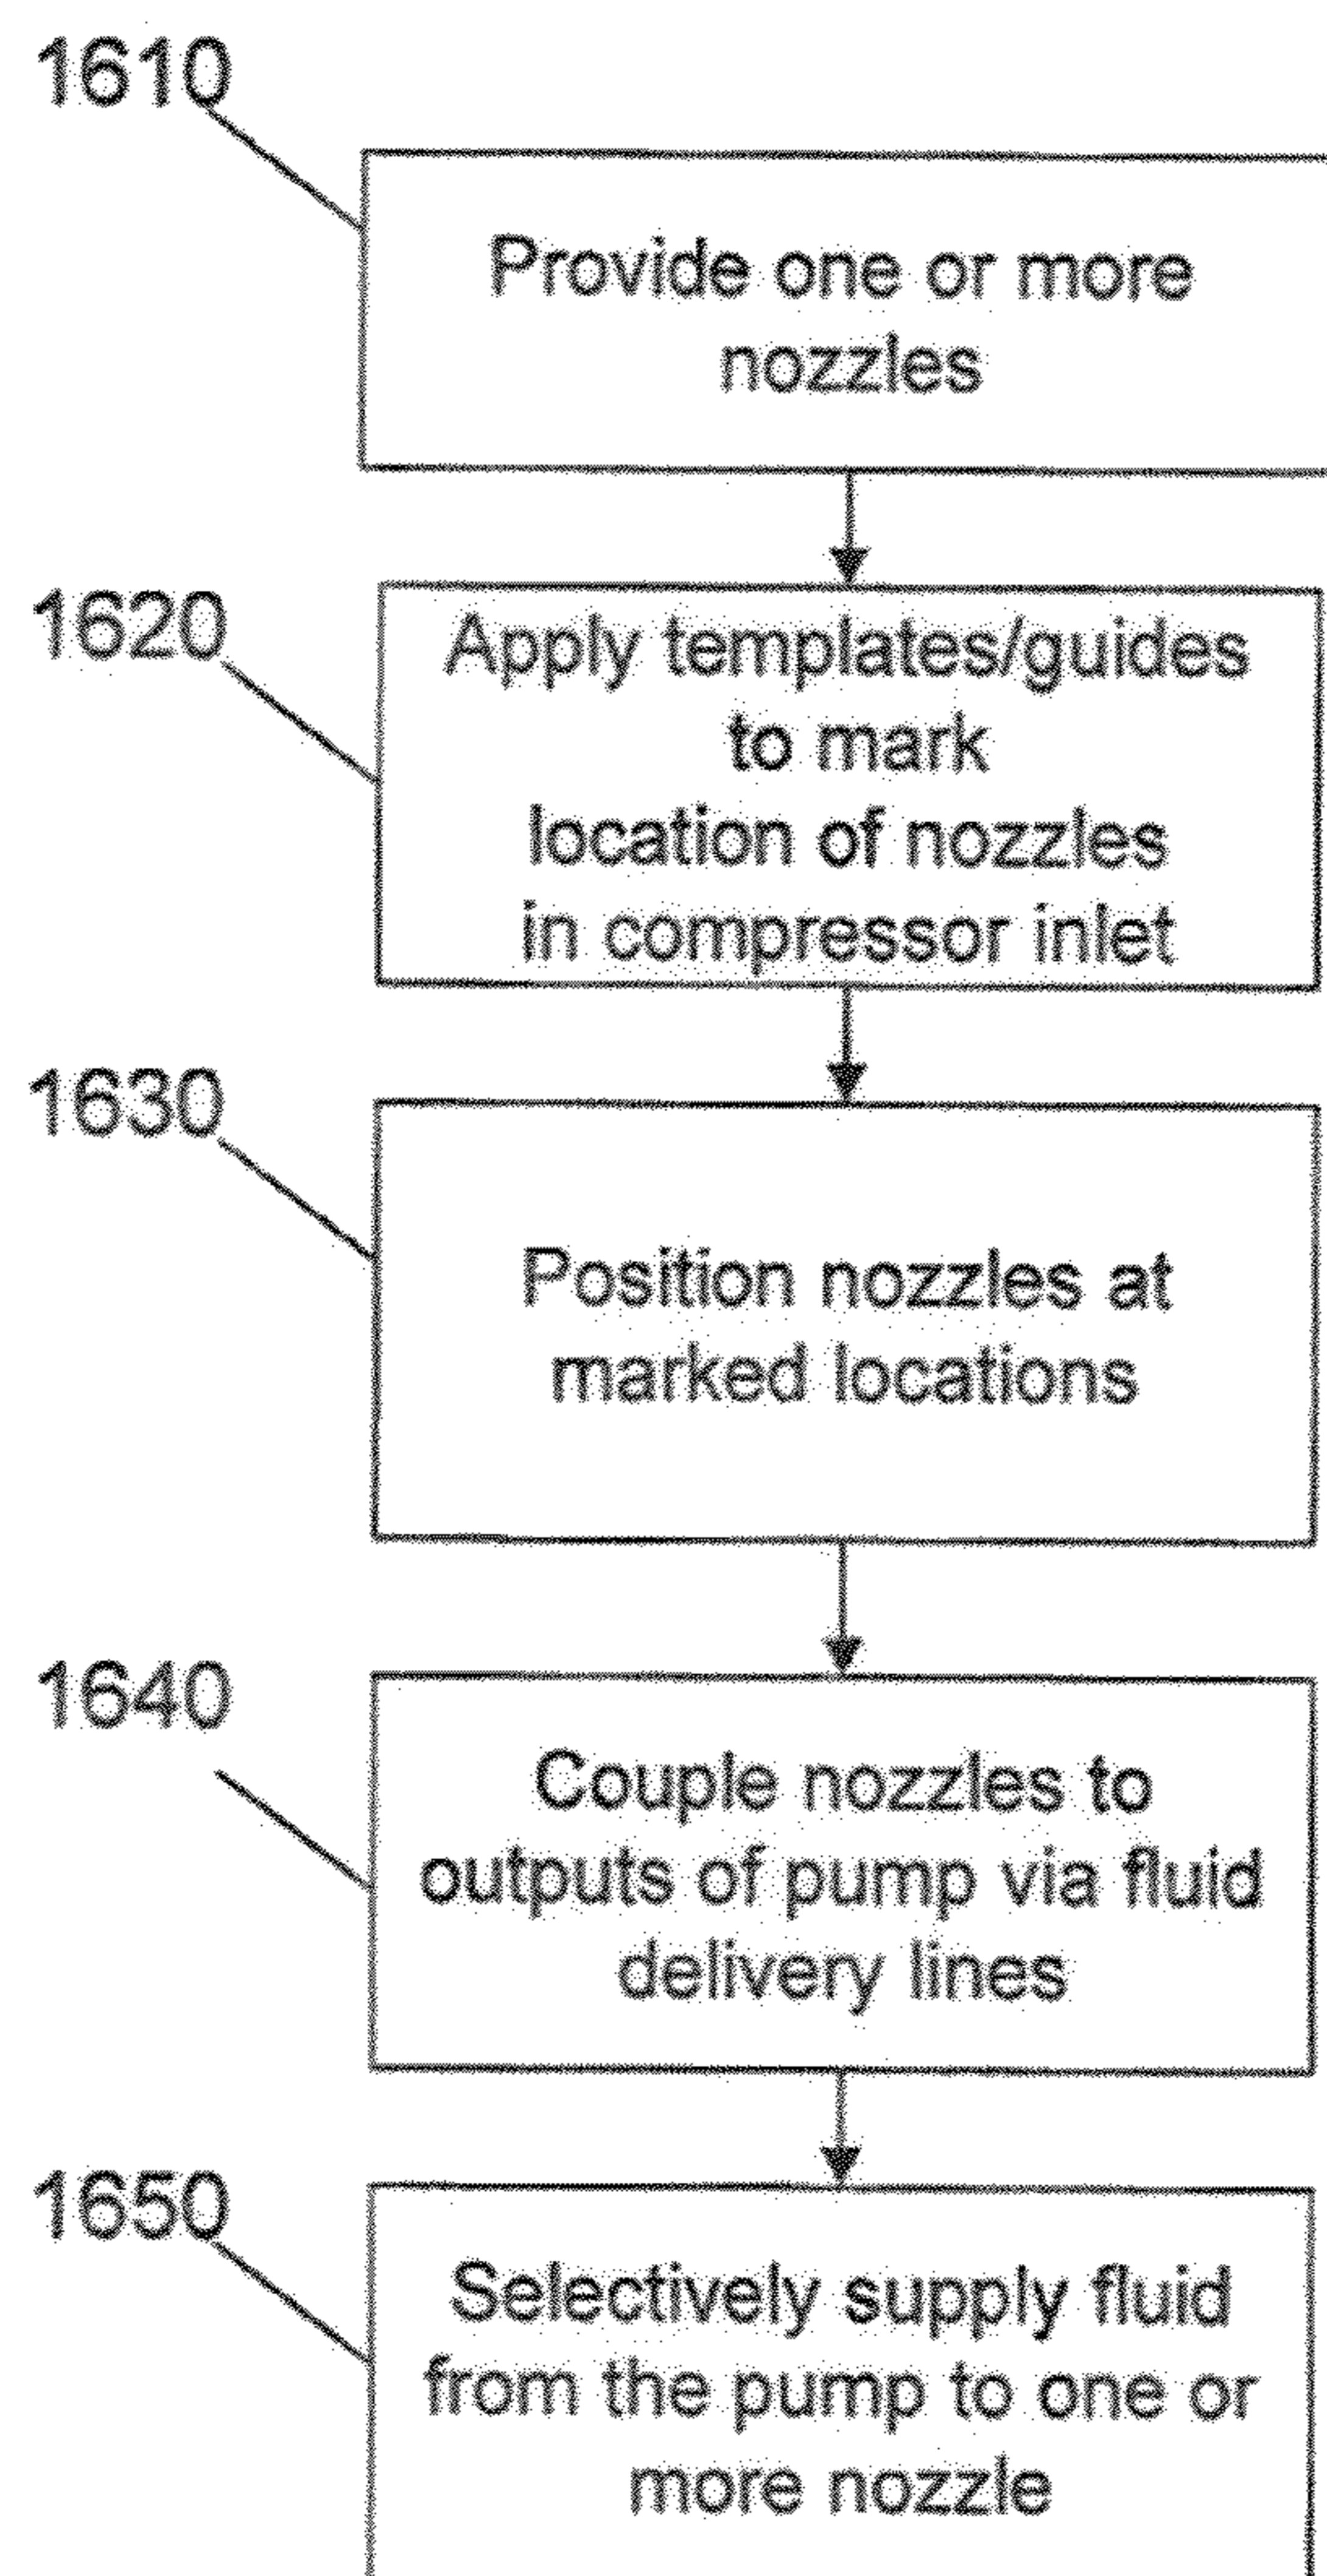 1610
Provide one or more
nozzles
1620
Apply templates/guides
to mark
location of nozzles
in compressor inlet
1630
Position nozzles at
marked locations
1640
Couple nozzles to
outputs of pump via fluid
delivery lines
1650
Selectively supply fluid
from the pump to one or
more nozzle